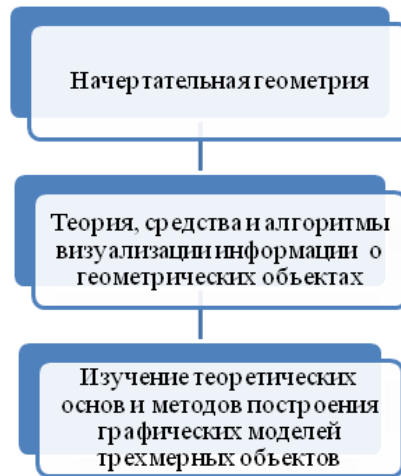 Начертательная геометрия
Теория, средства и алгоритмы
визуализации информации о
геометрических объектах
Изучение теоретических
основ и методов построения
графических моделей
трехмерных объектов